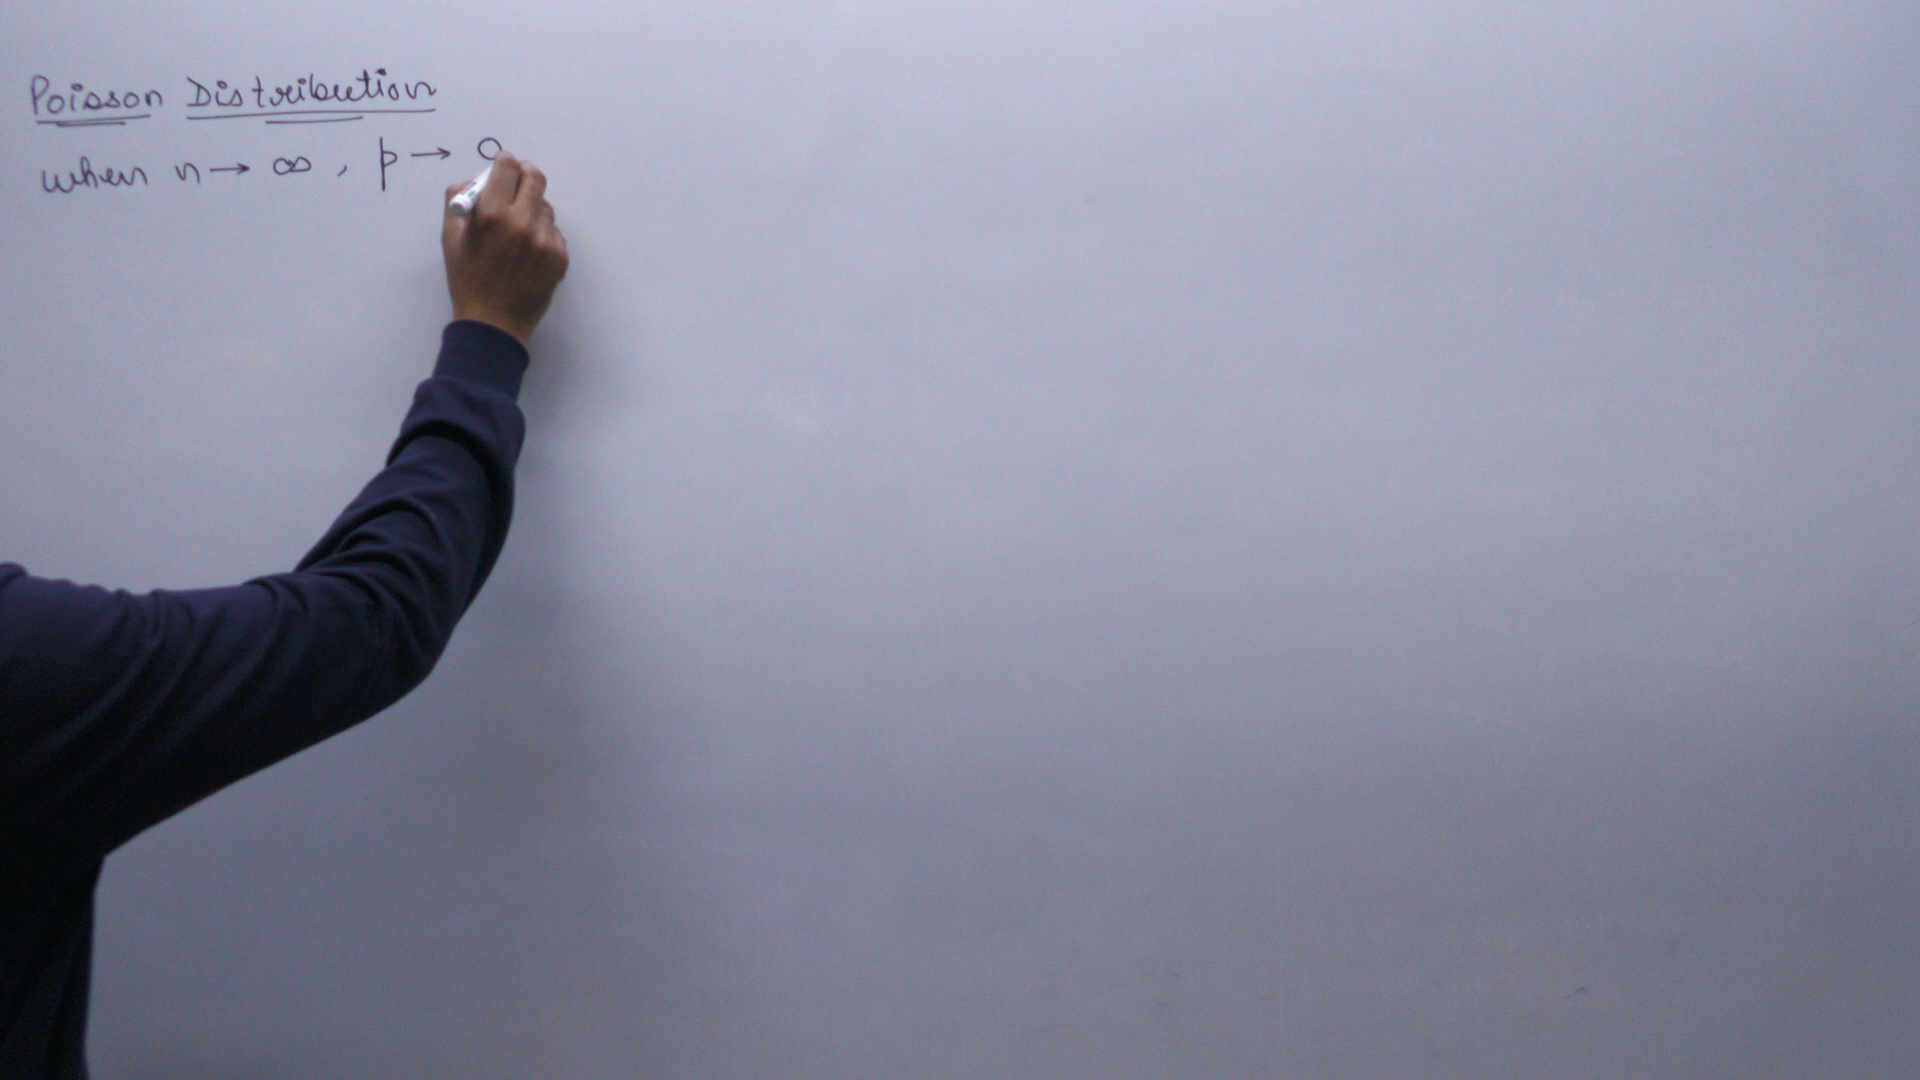 Poisson Distribution
when n → ∞ , p → 0